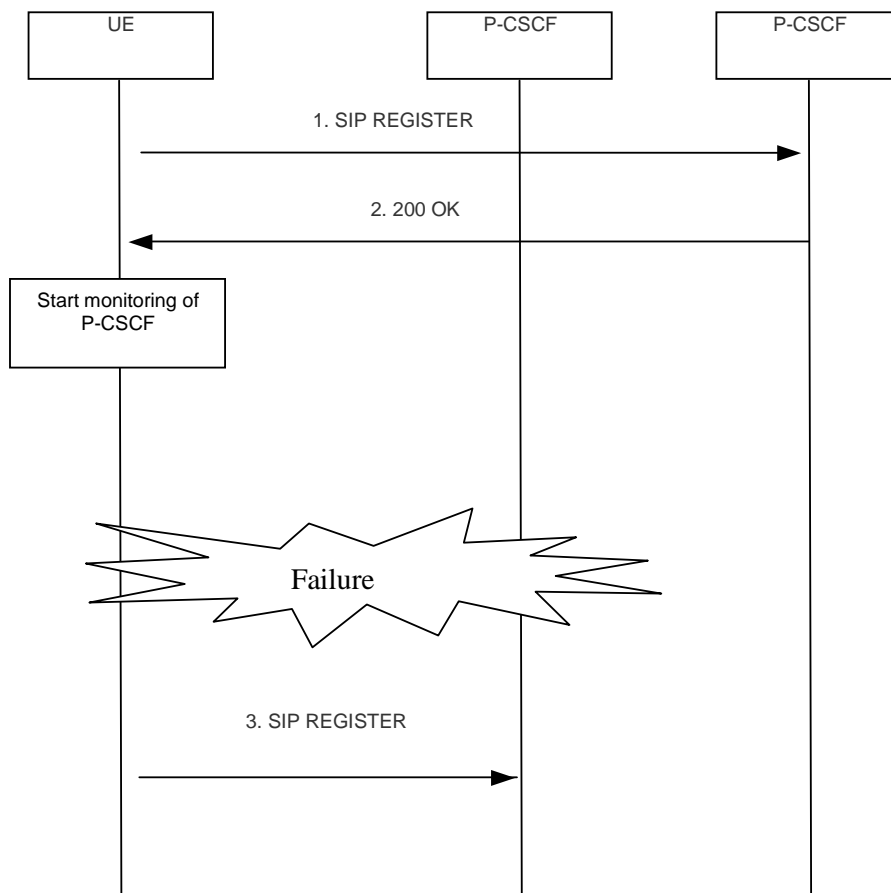 UE
P-CSCF
P-CSCF
1. SIP REGISTER
2. 200 OK
Start monitoring of
P-CSCF
Failure
3. SIP REGISTER